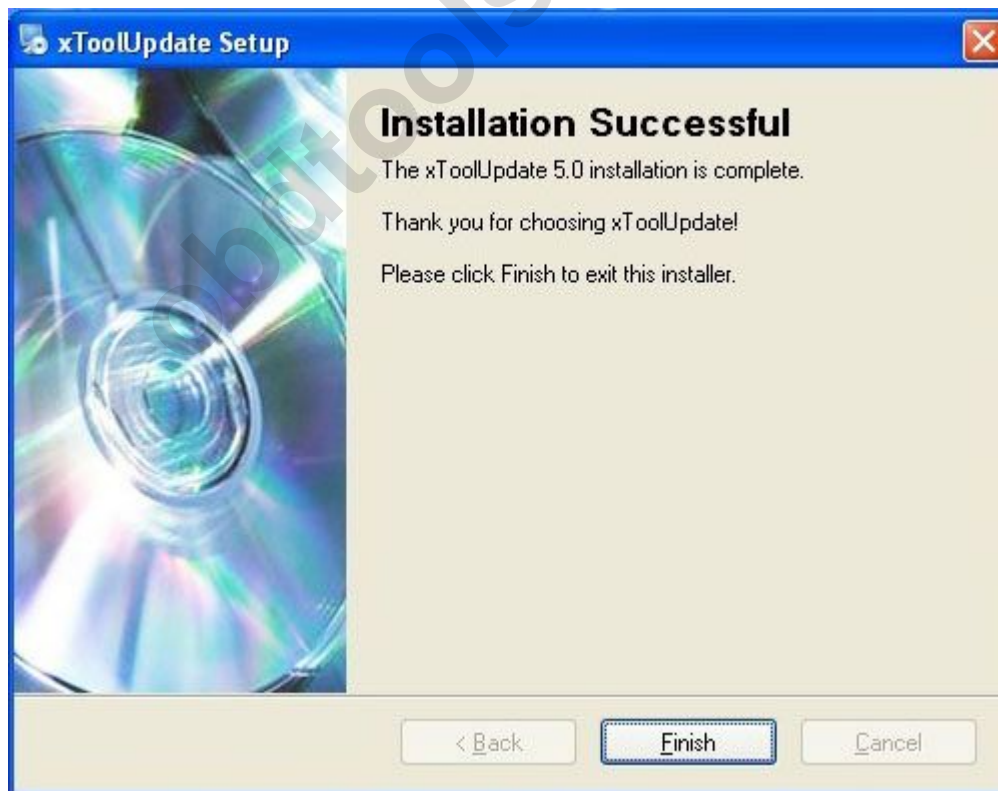 xToolUpdate Setup
Installation Successful
The xToolUpdate 5.0 installation is complete.
Thank you for choosing xToolUpdate!
Please click Finish to exit this installer.
< Back
Finish
Cancel
obdtools